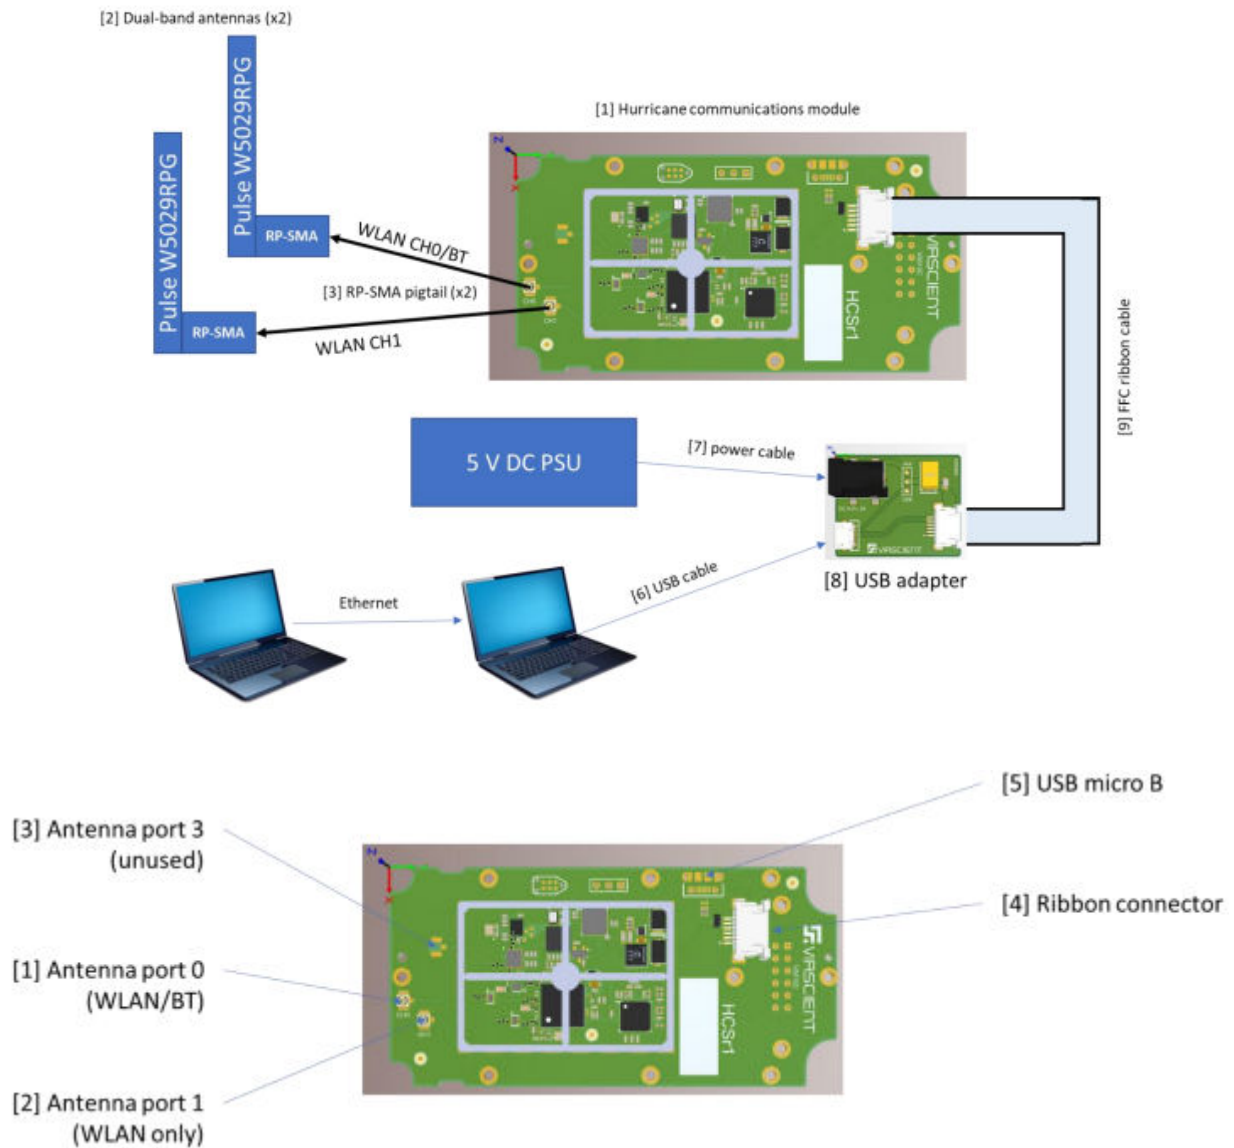 [2] Dual-band antennas (x2)
Pulse W5029RPG
Pulse W5029RPG
RP-SMA
RP-SMA
WLAN CH0/BT
[3] RP-SMA pigtail (x2)
WLAN CH1
[1] Hurricane communications module
Z
X
HCSr1
VIASCIENT
[9] FFC ribbon cable
5 V DC PSU
[7] power cable
VIASCIENT
[8] USB adapter
[6] USB cable
Ethernet
[5] USB micro B
[3] Antenna port 3
(unused)
[4] Ribbon connector
[1] Antenna port 0
(WLAN/BT)
[2] Antenna port 1
(WLAN only)
Z
X
HCSr1
VIASCIENT